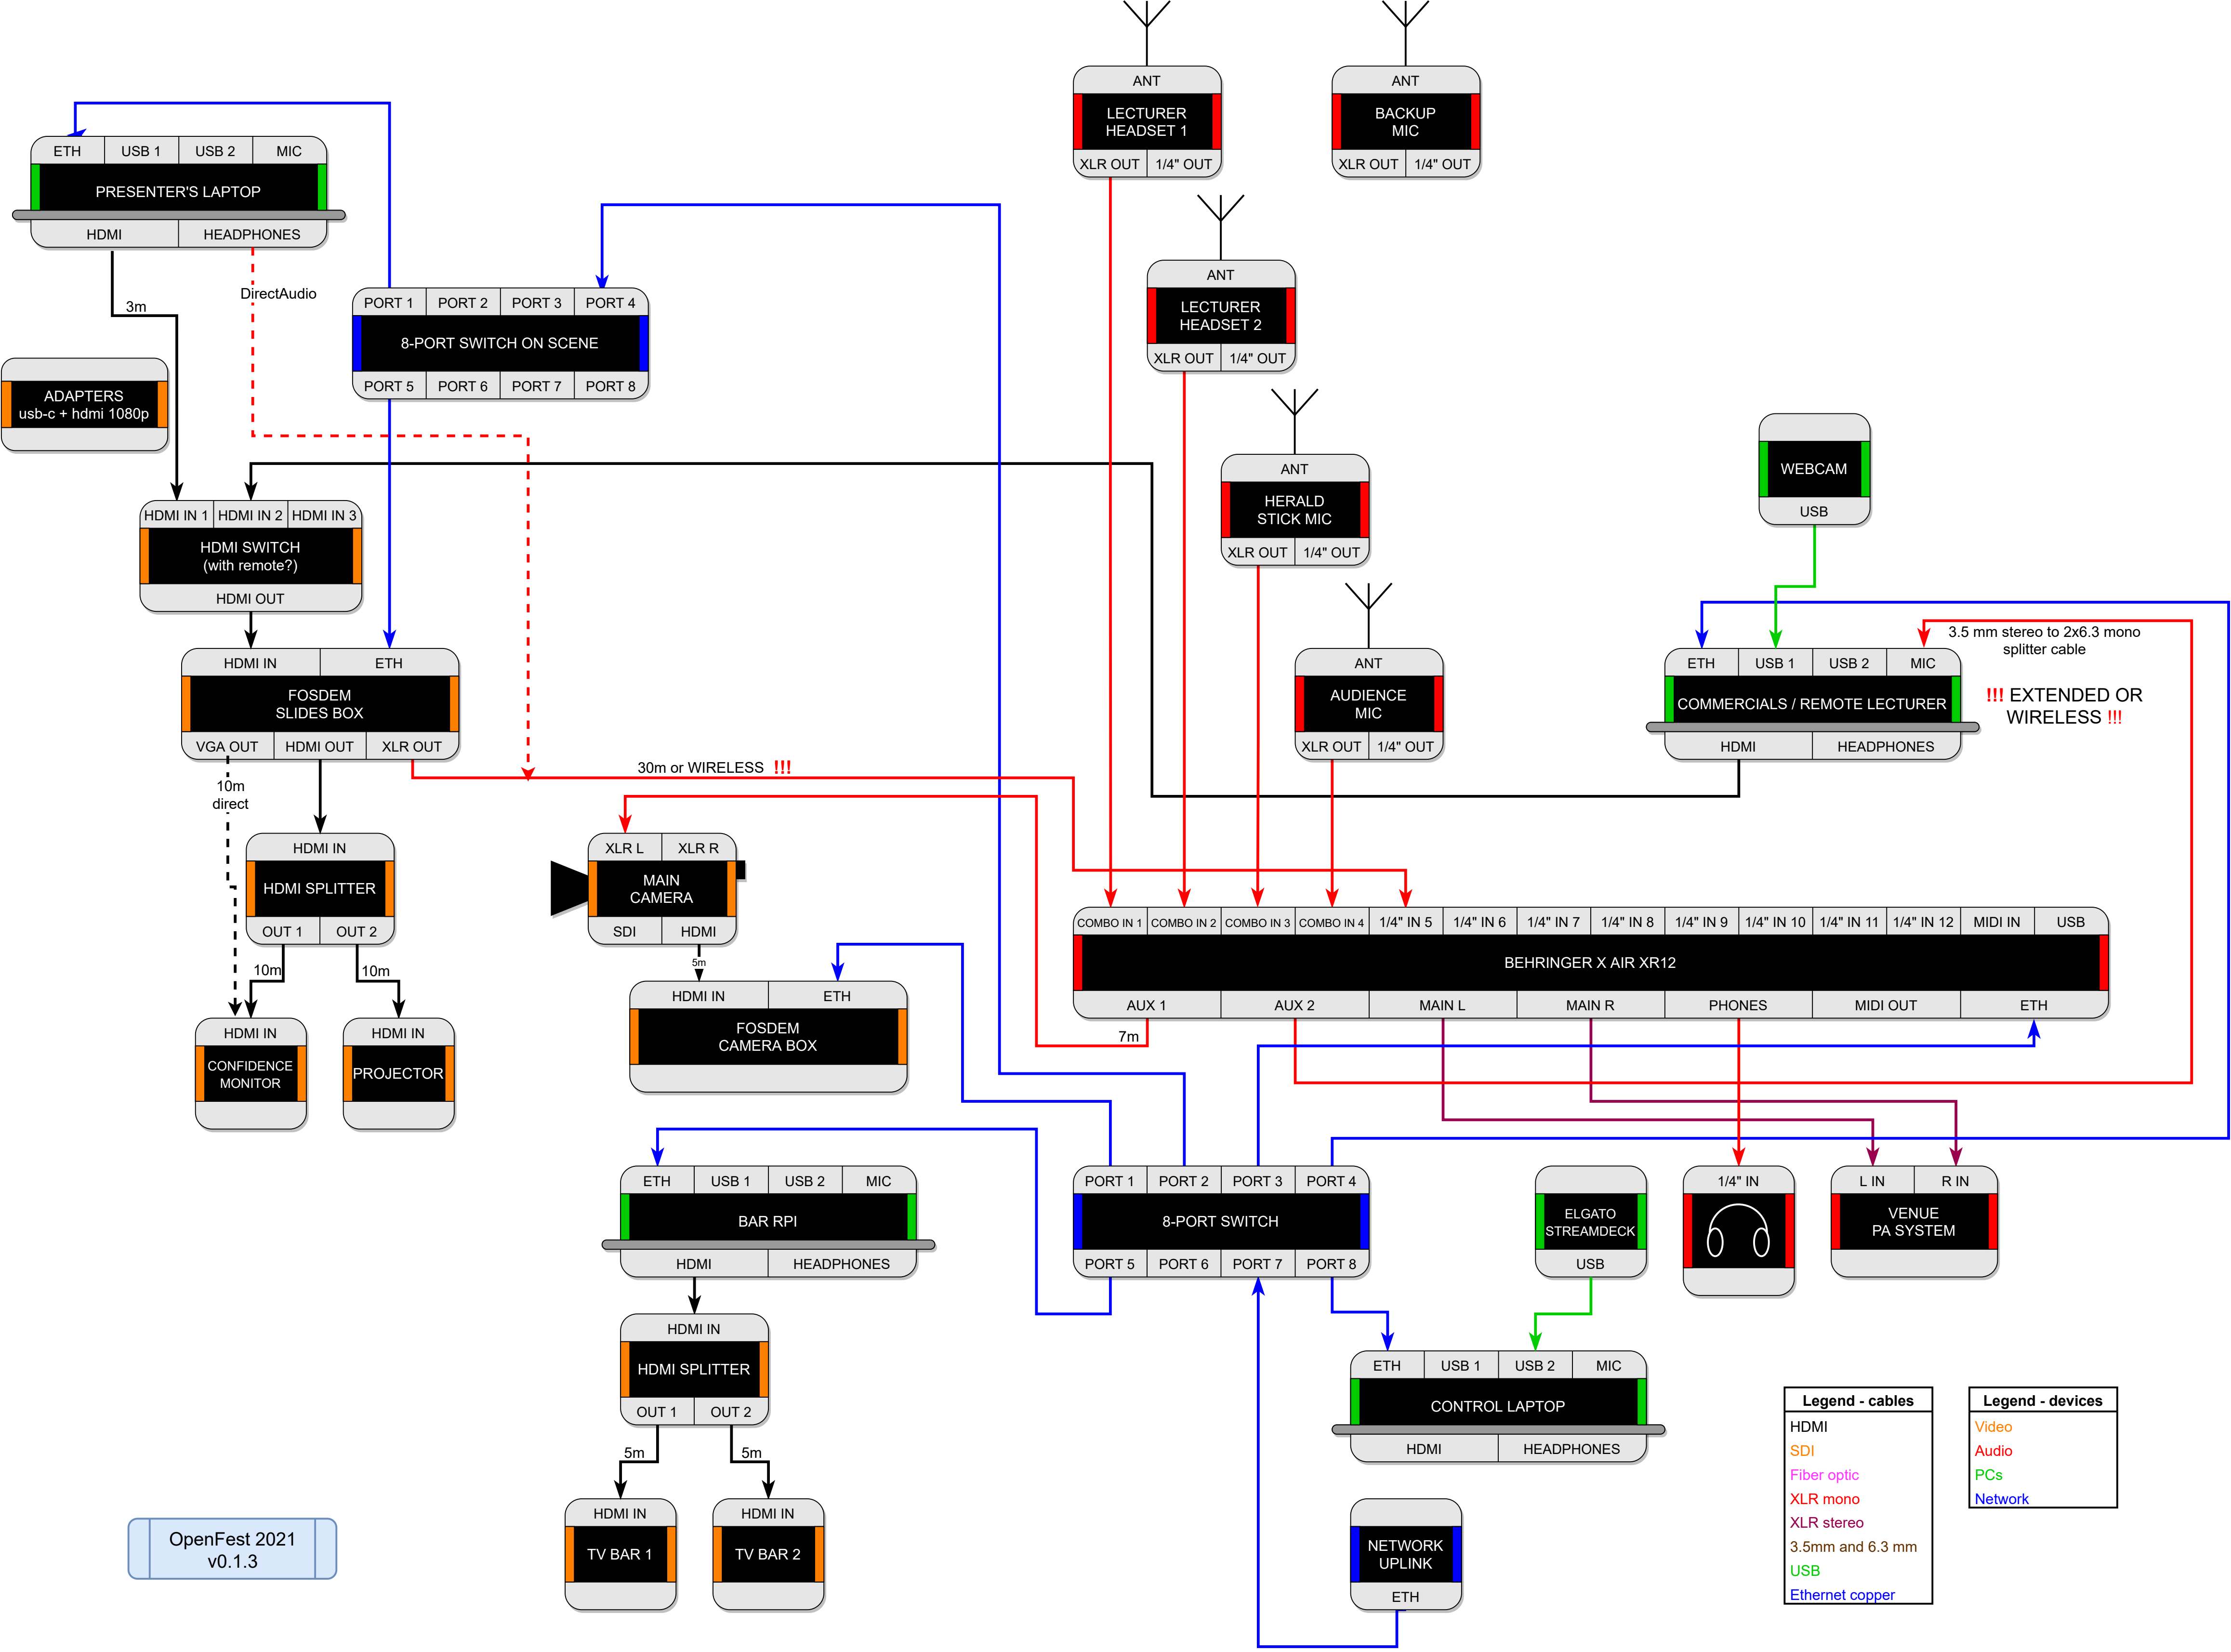 ANT
LECTURER
HEADSET 1
XLR OUT
1/4" OUT
ANT
BACKUP
MIC
XLR OUT
1/4" OUT
ETH
USB 1
USB 2
MIC
PRESENTER'S LAPTOP
HDMI
HEADPHONES
3m
DirectAudio
PORT 1
PORT 2
PORT 3
PORT 4
8-PORT SWITCH ON SCENE
PORT 5
PORT 6
PORT 7
PORT 8
ANT
LECTURER
HEADSET 2
XLR OUT
1/4" OUT
ADAPTERS
usb-c + hdmi 1080p
ANT
HERALD
STICK MIC
XLR OUT
1/4" OUT
WEBCAM
USB
HDMI IN 1
HDMI IN 2
HDMI IN 3
HDMI SWITCH
(with remote?)
HDMI OUT
HDMI IN
ETH
FOSDEM
SLIDES BOX
VGA OUT
HDMI OUT
XLR OUT
10m
direct
30m or WIRELESS !!!
ANT
AUDIENCE
MIC
XLR OUT
1/4" OUT
ETH
USB 1
USB 2
MIC
COMMERCIALS / REMOTE LECTURER
HDMI
HEADPHONES
3.5 mm stereo to 2x6.3 mono
splitter cable
!!! EXTENDED OR
WIRELESS !!!
HDMI IN
HDMI SPLITTER
OUT 1
OUT 2
10m
10m
HDMI IN
CONFIDENCE
MONITOR
HDMI IN
PROJECTOR
XLR L
XLR R
MAIN
CAMERA
SDI
HDMI
5m
HDMI IN
ETH
FOSDEM
CAMERA BOX
COMBO IN 1
COMBO IN 2
COMBO IN 3
COMBO IN 4
1/4" IN 5
1/4" IN 6
1/4" IN 7
1/4" IN 8
1/4" IN 9
1/4" IN 10
1/4" IN 11
1/4" IN 12
MIDI IN
USB
BEHRINGER X AIR XR12
AUX 1
AUX 2
MAIN L
MAIN R
PHONES
MIDI OUT
ETH
7m
ETH
USB 1
USB 2
MIC
BAR RPI
HDMI
HEADPHONES
PORT 1
PORT 2
PORT 3
PORT 4
8-PORT SWITCH
PORT 5
PORT 6
PORT 7
PORT 8
ELGATO
STREAMDECK
USB
1/4" IN
L IN
R IN
VENUE
PA SYSTEM
HDMI IN
HDMI SPLITTER
OUT 1
OUT 2
5m
5m
HDMI IN
TV BAR 1
HDMI IN
TV BAR 2
ETH
USB 1
USB 2
MIC
CONTROL LAPTOP
HDMI
HEADPHONES
NETWORK
UPLINK
ETH
Legend - cables
HDMI
SDI
Fiber optic
XLR mono
XLR stereo
3.5mm and 6.3 mm
USB
Ethernet copper
Legend - devices
Video
Audio
PCs
Network
OpenFest 2021
v0.1.3